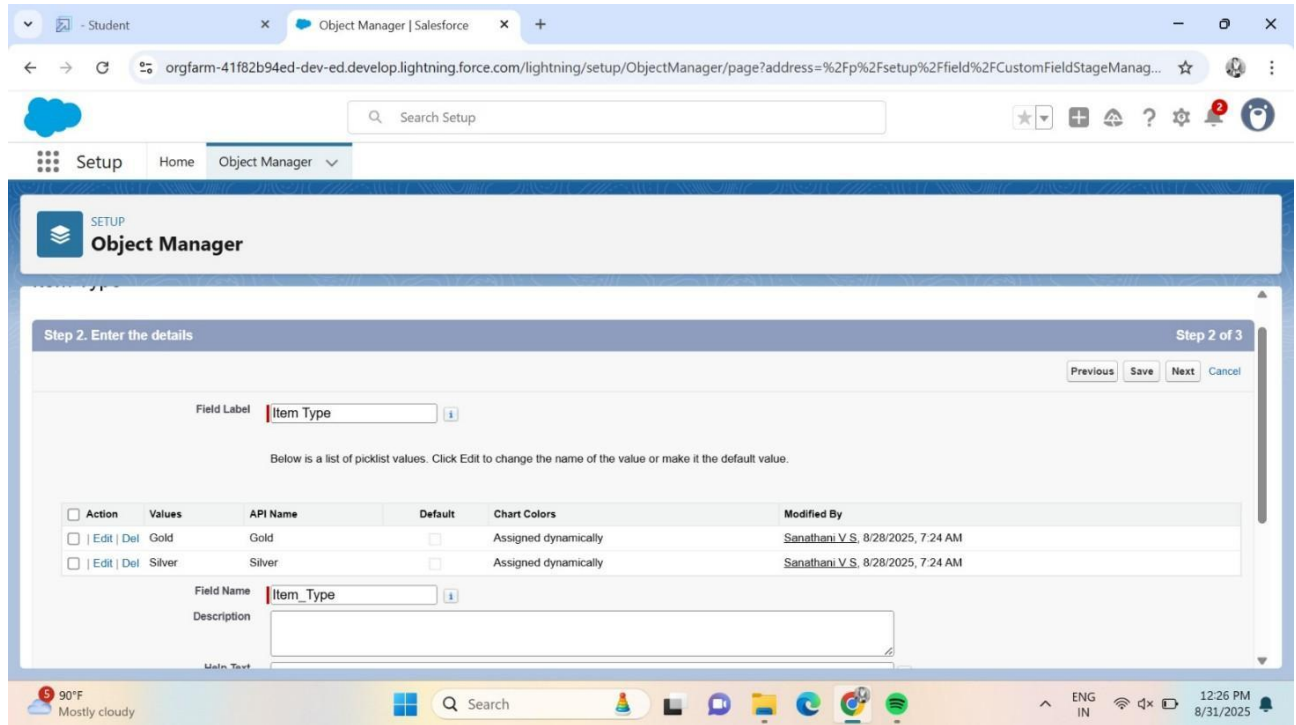 - Student
Object Manager | Salesforce
orgfarm-41f82b94ed-dev-ed.develop.lightning.force.com/lightning/setup/ObjectManager/page?address=%2Fp%2Fsetup%2Ffield%2FCustomFieldStageManag...
Search Setup
2
Setup Home Object Manager
SETUP
Object Manager
Item Type
Step 2. Enter the details Step 2 of 3
Previous Save Next Cancel
Field Label Item Type i
Below is a list of picklist values. Click Edit to change the name of the value or make it the default value.
Action Values API Name Default Chart Colors Modified By
| Edit | Del Gold Gold Assigned dynamically Sanathani V S, 8/28/2025, 7:24 AM
| Edit | Del Silver Silver Assigned dynamically Sanathani V S, 8/28/2025, 7:24 AM
Field Name Item_Type i
Description
Help Text
5 90°F
Mostly cloudy
Search
ENG
IN
12:26 PM
8/31/2025